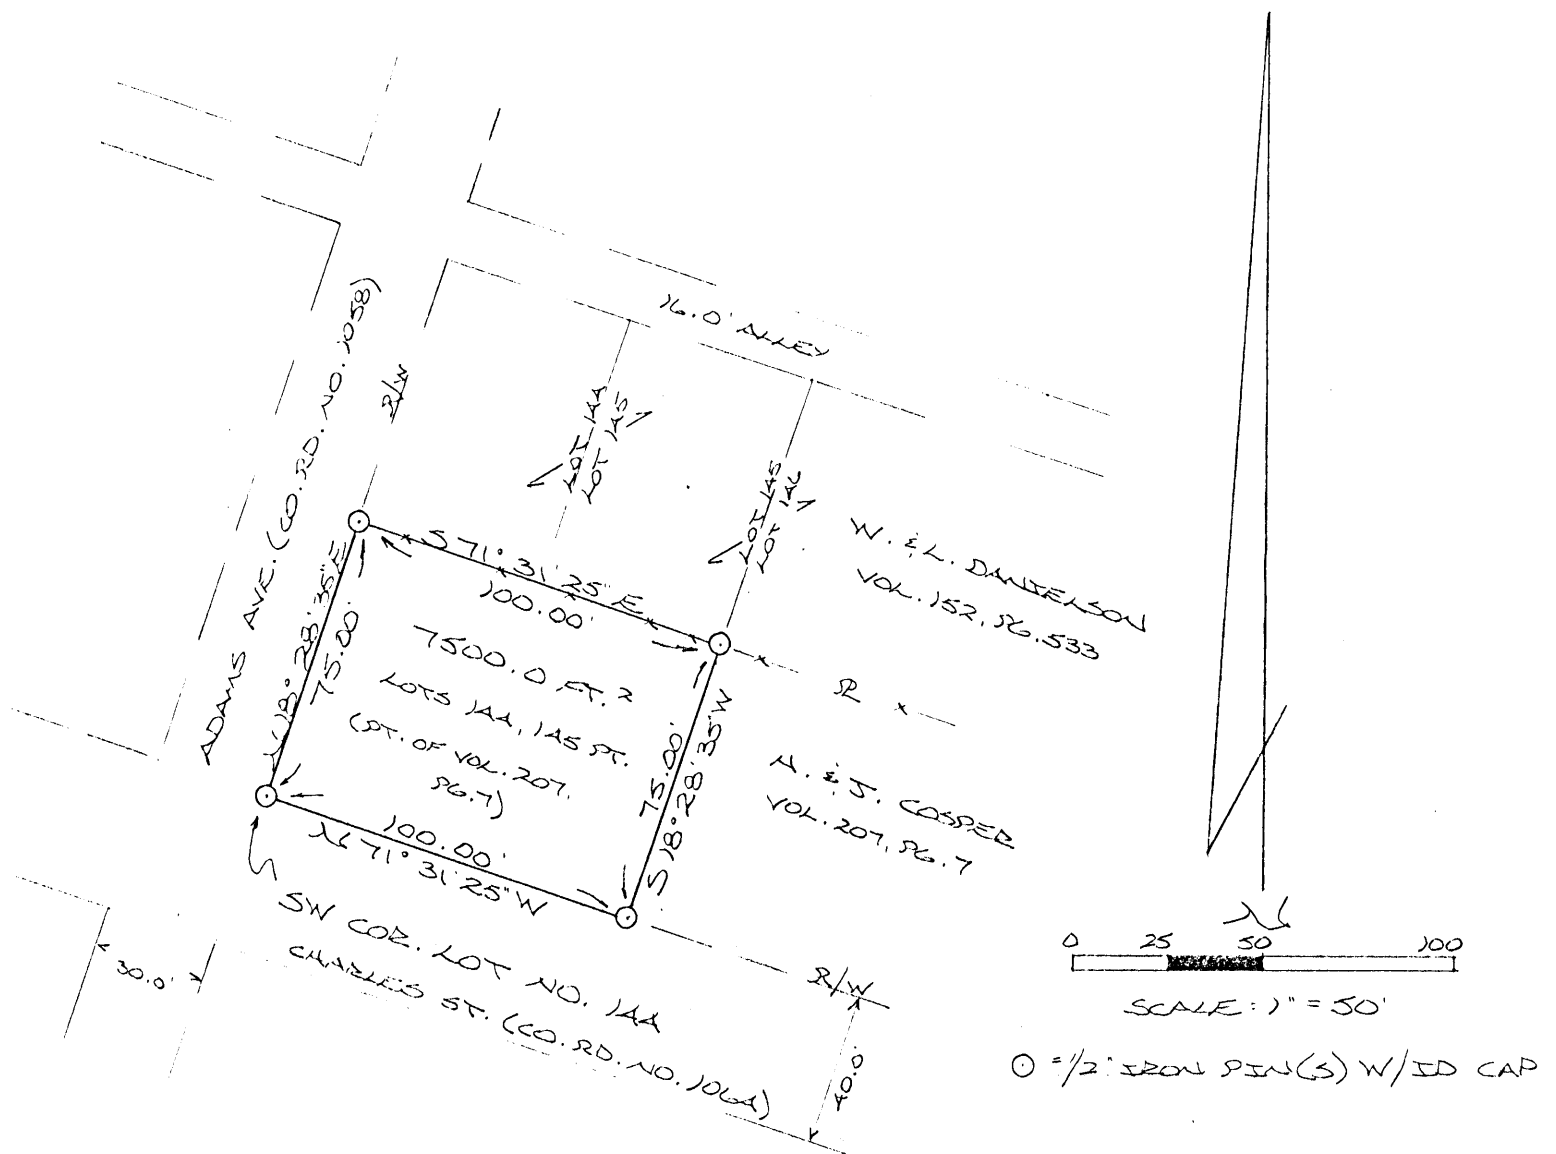 16.0' ALLEY
ADAMS AVE. (CO. RD. NO. 1058)
R/W
LOT 144
LOT 145
LOT 145
LOT 146
W. & L. DANIELSON
VOL. 152, PG. 533
S 71° 31' 25" E
100.00'
N 18° 28' 35" E
75.00'
7500.0 FT.²
LOTS 144, 145 PT.
(PT. OF VOL. 207,
PG. 7)
75.00'
S 18° 28' 35" W
PL
H. & J. COSPER
VOL. 207, PG. 7
100.00'
N 71° 31' 25" W
SW COR. LOT NO. 144
CHARLES ST. (CO. RD. NO. 1064)
R/W
30.0'
40.0'
N
0 25 50 100
SCALE: 1" = 50'
= 1/2" IRON PIN(S) W/ID CAP